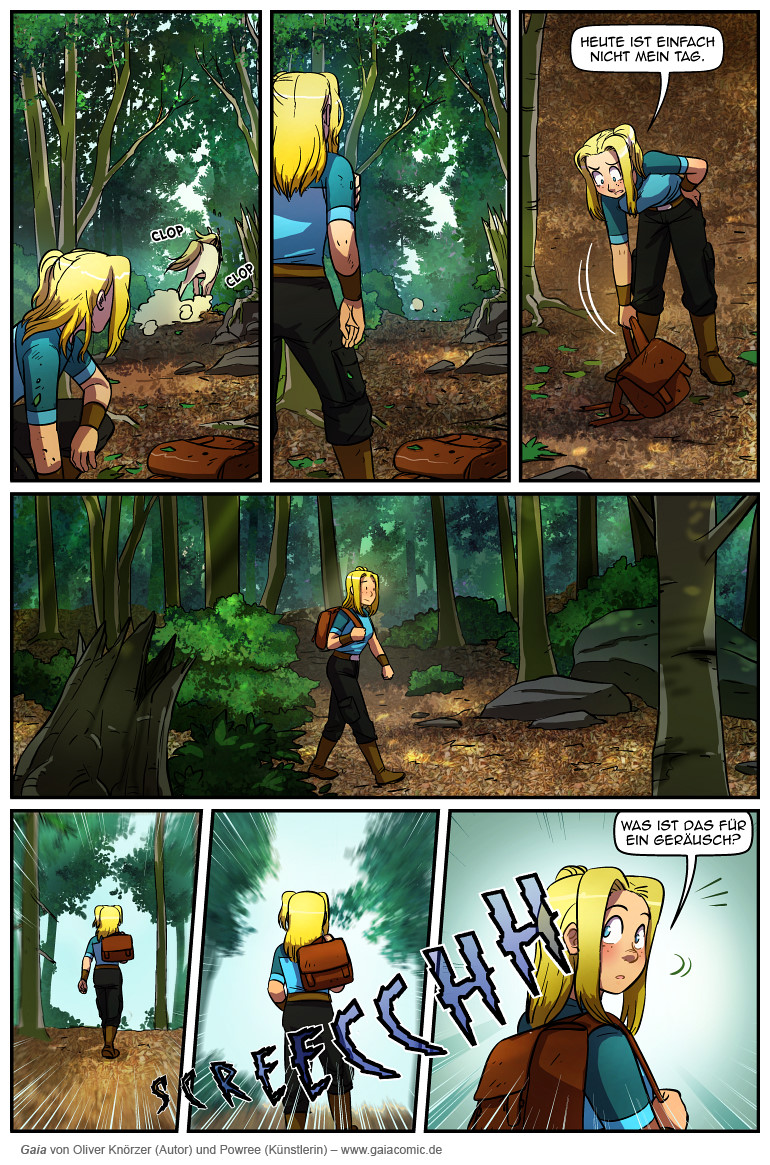 CLOP
CLOP
HEUTE IST EINFACH
NICHT MEIN TAG.
SCREECCHH
WAS IST DAS FÜR
EIN GERÄUSCH?
Gaia von Oliver Knörzer (Autor) und Powree (Künstlerin) – www.gaiacomic.de